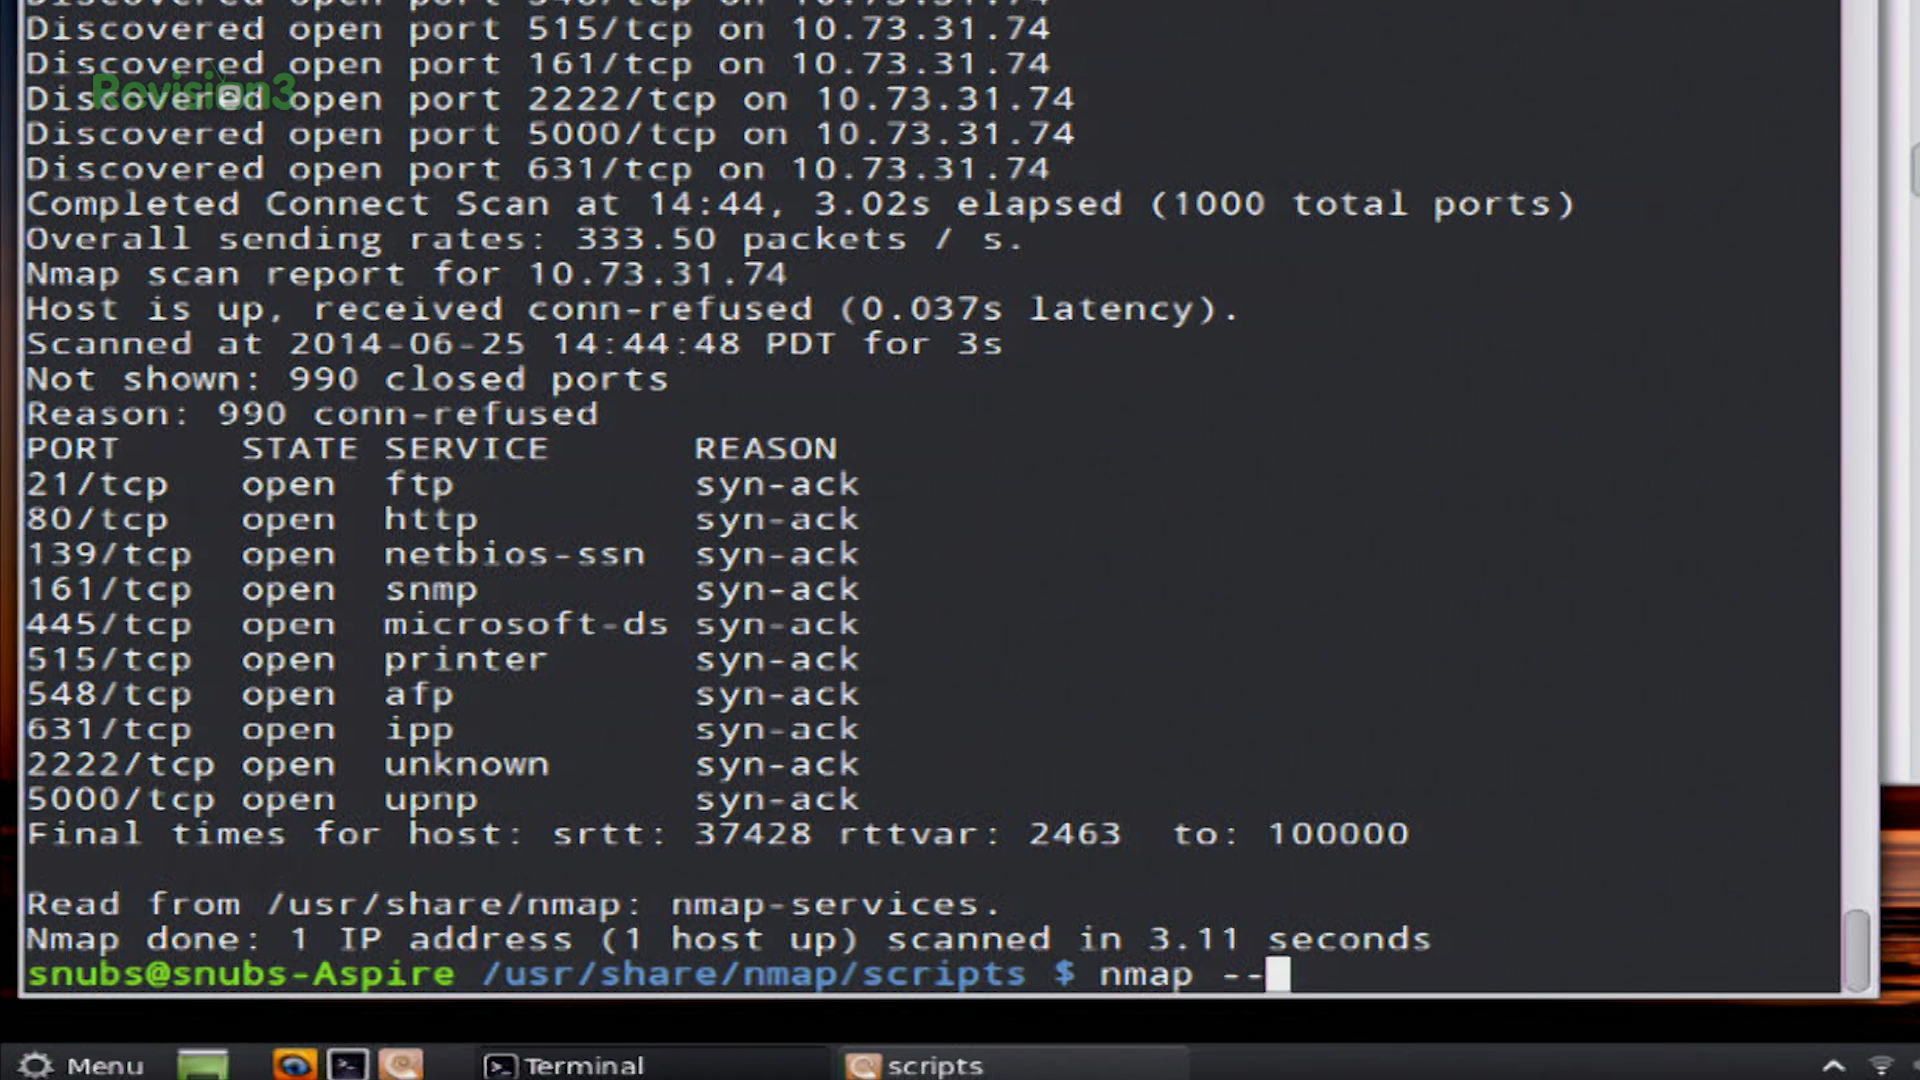 Discovered open port 548/tcp on 10.73.31.74
Discovered open port 515/tcp on 10.73.31.74
Discovered open port 161/tcp on 10.73.31.74
Revision3
Discovered open port 2222/tcp on 10.73.31.74
Discovered open port 5000/tcp on 10.73.31.74
Discovered open port 631/tcp on 10.73.31.74
Completed Connect Scan at 14:44, 3.02s elapsed (1000 total ports)
Overall sending rates: 333.50 packets / s.
Nmap scan report for 10.73.31.74
Host is up, received conn-refused (0.037s latency).
Scanned at 2014-06-25 14:44:48 PDT for 3s
Not shown: 990 closed ports
Reason: 990 conn-refused
PORT STATE SERVICE REASON
21/tcp open ftp syn-ack
80/tcp open http syn-ack
139/tcp open netbios-ssn syn-ack
161/tcp open snmp syn-ack
445/tcp open microsoft-ds syn-ack
515/tcp open printer syn-ack
548/tcp open afp syn-ack
631/tcp open ipp syn-ack
2222/tcp open unknown syn-ack
5000/tcp open upnp syn-ack
Final times for host: srtt: 37428 rttvar: 2463 to: 100000
Read from /usr/share/nmap: nmap-services.
Nmap done: 1 IP address (1 host up) scanned in 3.11 seconds
snubs@snubs-Aspire /usr/share/nmap/scripts $ nmap --
Menu Terminal scripts